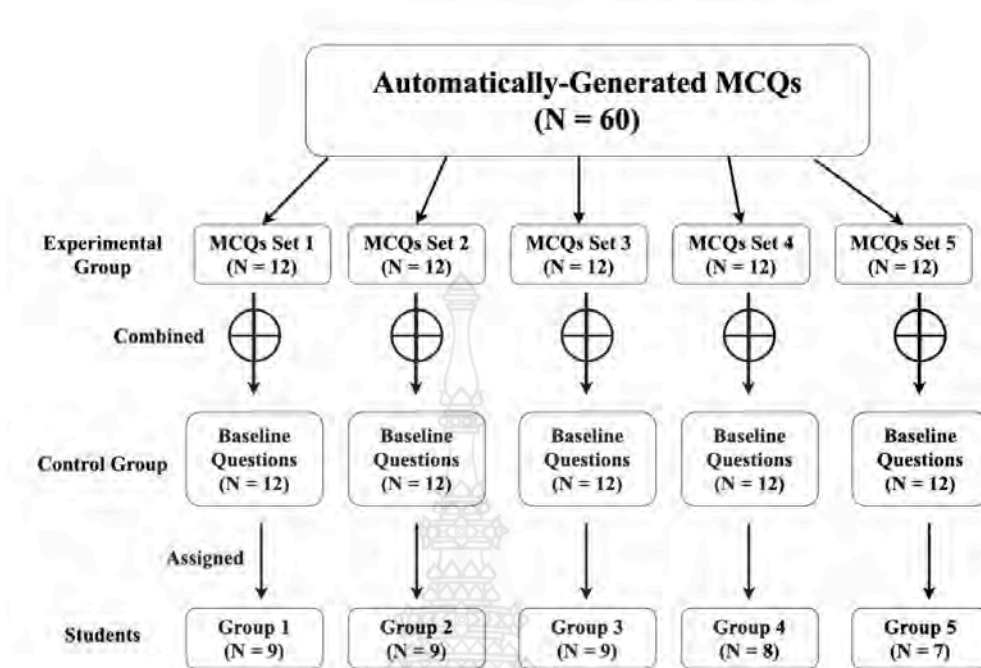 Automatically-Generated MCQs
(N = 60)
Experimental
Group
MCQs Set 1
(N = 12)
MCQs Set 2
(N = 12)
MCQs Set 3
(N = 12)
MCQs Set 4
(N = 12)
MCQs Set 5
(N = 12)
Combined
Control Group
Baseline
Questions
(N = 12)
Baseline
Questions
(N = 12)
Baseline
Questions
(N = 12)
Baseline
Questions
(N = 12)
Baseline
Questions
(N = 12)
Assigned
Students
Group 1
(N = 9)
Group 2
(N = 9)
Group 3
(N = 9)
Group 4
(N = 8)
Group 5
(N = 7)